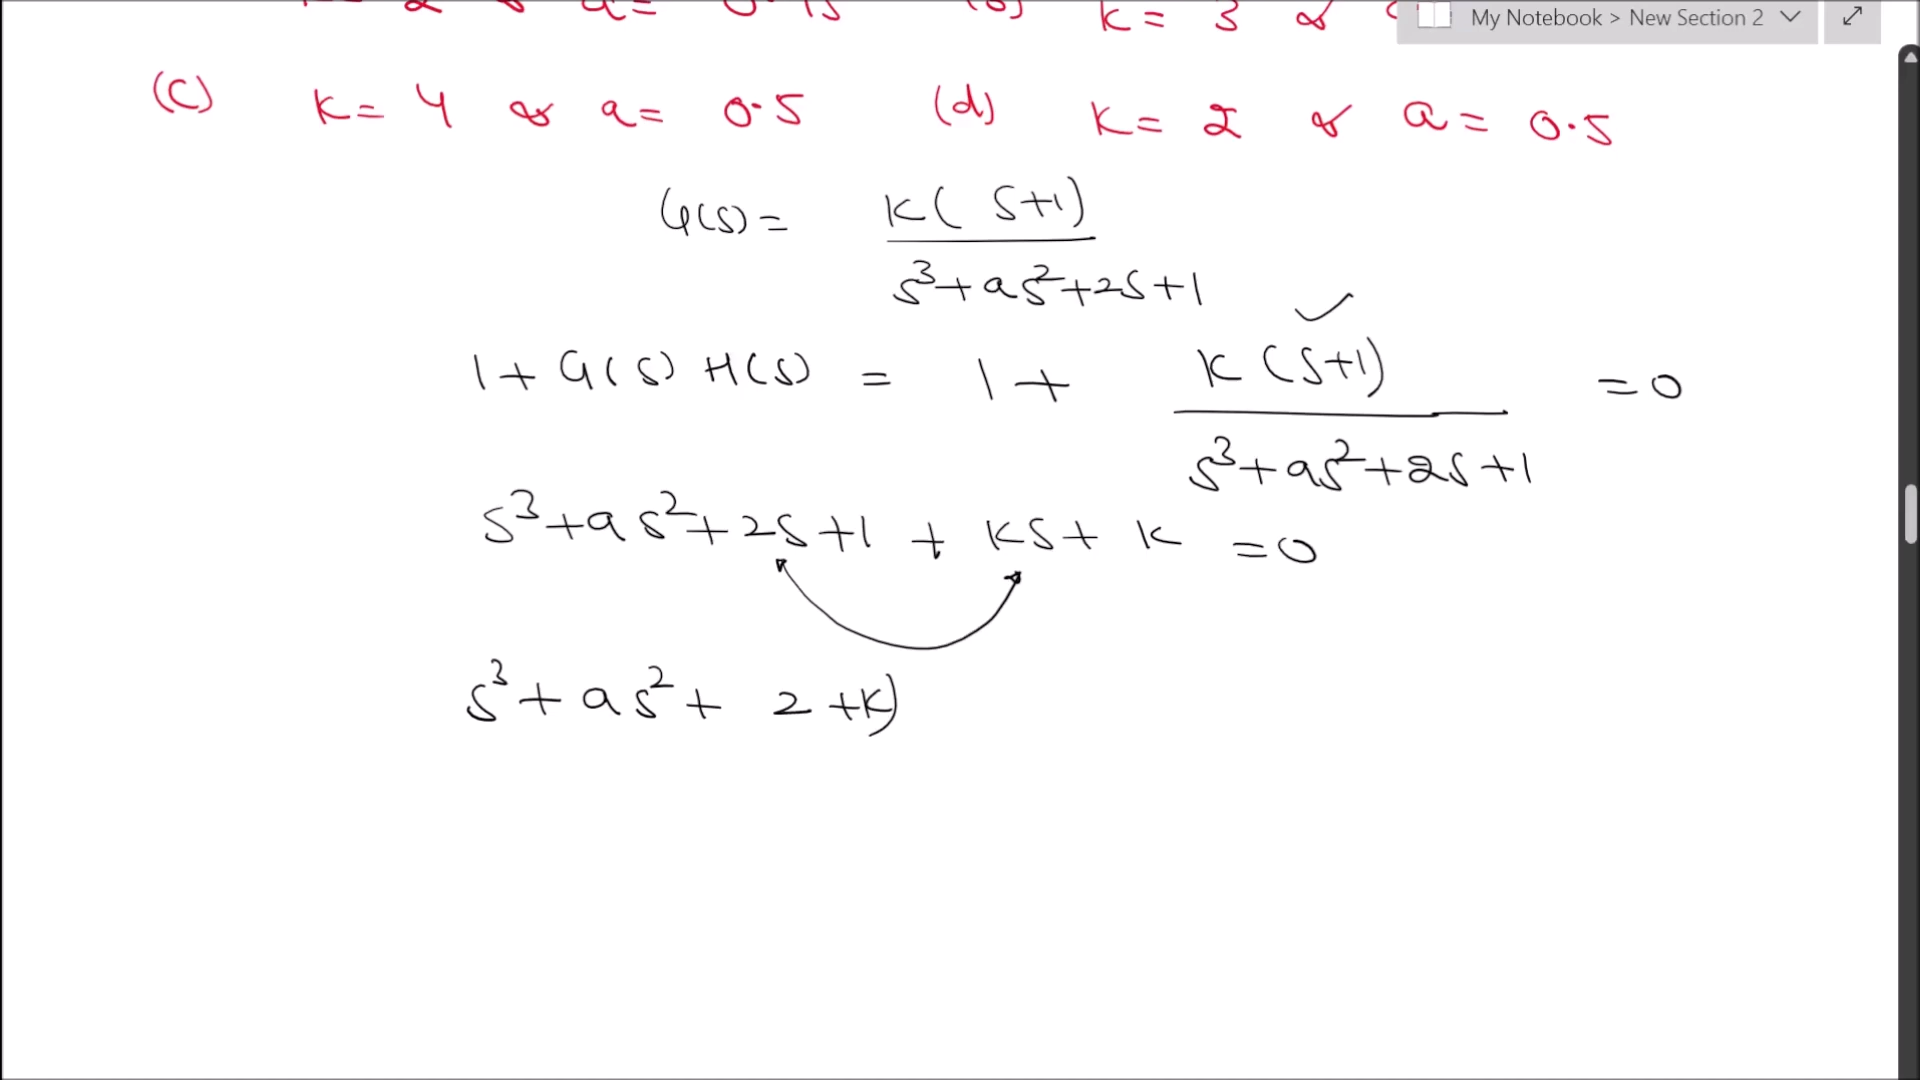 My Notebook > New Section 2
(C) K = 4 & a = 0.5 (d) K = 2 & a = 0.5
G(s) = K( S+1) / s³+as²+2s+1
1+ G(s) H(s) = 1 + K (S+1) / s³+as²+2s+1 = 0
s³+as²+2s+1 + KS+ K = 0
s³+as²+ 2+K)